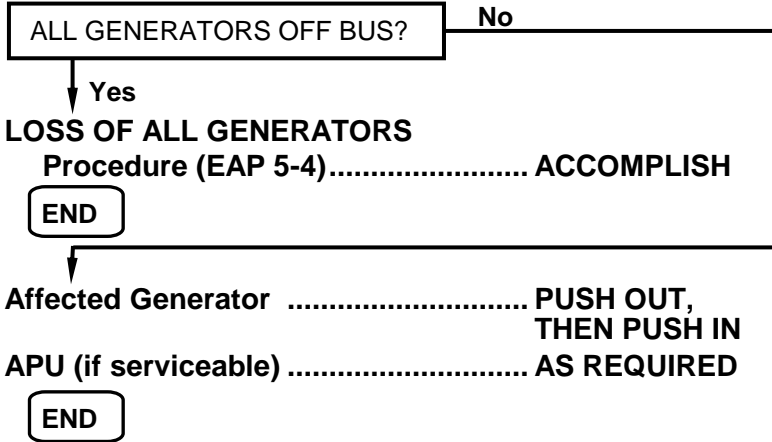 ALL GENERATORS OFF BUS?
No
Yes
LOSS OF ALL GENERATORS
Procedure (EAP 5-4)........................ ACCOMPLISH
END
Affected Generator ............................. PUSH OUT,
THEN PUSH IN
APU (if serviceable) ............................. AS REQUIRED
END